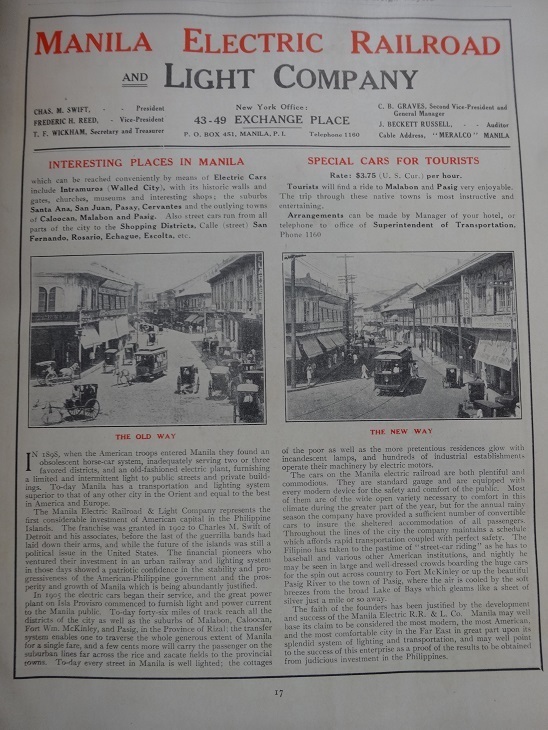 MANILA ELECTRIC RAILROAD
AND LIGHT COMPANY
CHAS. M. SWIFT, - - President
FREDERIC H. REED, - Vice-President
T. F. WICKHAM, Secretary and Treasurer
New York Office:
43-49 EXCHANGE PLACE
P. O. BOX 451, MANILA, P. I. Telephone 1160
C. B. GRAVES, Second Vice-President and
General Manager
J. BECKETT RUSSELL, - - Auditor
Cable Address, "MERALCO" MANILA
INTERESTING PLACES IN MANILA
which can be reached conveniently by means of Electric Cars
include Intramuros (Walled City), with its historic walls and
gates, churches, museums and interesting shops; the suburbs
Santa Ana, San Juan, Pasay, Cervantes and the outlying towns
of Caloocan, Malabon and Pasig. Also street cars run from all
parts of the city to the Shopping Districts, Calle (street) San
Fernando, Rosario, Echague, Escolta, etc.
SPECIAL CARS FOR TOURISTS
Rate: $3.75 (U. S. Cur.) per hour.
Tourists will find a ride to Malabon and Pasig very enjoyable.
The trip through these native towns is most instructive and
entertaining.
Arrangements can be made by Manager of your hotel, or
telephone to office of Superintendent of Transportation,
Phone 1160
THE OLD WAY
THE NEW WAY
IN 1898, when the American troops entered Manila they found an
obsolescent horse-car system, inadequately serving two or three
favored districts, and an old-fashioned electric plant, furnishing
a limited and intermittent light to public streets and private build-
ings. To-day Manila has a transportation and lighting system
superior to that of any other city in the Orient and equal to the best
in America and Europe.
The Manila Electric Railroad & Light Company represents the
first considerable investment of American capital in the Philippine
Islands. The franchise was granted in 1902 to Charles M. Swift of
Detroit and his associates, before the last of the guerrilla bands had
laid down their arms, and while the future of the islands was still a
political issue in the United States. The financial pioneers who
ventured their investment in an urban railway and lighting system
in those days showed a patriotic confidence in the stability and pro-
gressiveness of the American-Philippine government and the pros-
perity and growth of Manila which is being abundantly justified.
In 1905 the electric cars began their service, and the great power
plant on Isla Provisor commenced to furnish light and power current
to the Manila public. To-day forty-six miles of track reach all the
districts of the city as well as the suburbs of Malabon, Caloocan,
Fort Wm. McKinley, and Pasig, in the Province of Rizal; the transfer
system enables one to traverse the whole generous extent of Manila
for a single fare, and a few cents more will carry the passenger on the
suburban lines far across the rice and zacate fields to the provincial
towns. To-day every street in Manila is well lighted; the cottages
of the poor as well as the more pretentious residences glow with
incandescent lamps, and hundreds of industrial establishments
operate their machinery by electric motors.
The cars on the Manila electric railroad are both plentiful and
commodious. They are standard gauge and are equipped with
every modern device for the safety and comfort of the public. Most
of them are of the wide open variety necessary to comfort in this
climate during the greater part of the year, but for the annual rainy
season the company have provided a sufficient number of convertible
cars to insure the sheltered accommodation of all passengers.
Throughout the lines of the city the company maintains a schedule
which affords rapid transportation coupled with perfect safety. The
Filipino has taken to the pastime of "street-car riding" as he has to
baseball and various other American institutions, and nightly he
may be seen in large and well-dressed crowds boarding the huge cars
for the spin out across country to Fort McKinley or up the beautiful
Pasig River to the town of Pasig, where the air is cooled by the soft
breezes from the broad Lake of Bays which gleams like a sheet of
silver just a mile or so away.
The faith of the founders has been justified by the development
and success of the Manila Electric R.R. & L. Co. Manila may well
base its claim to be considered the most modern, the most American,
and the most comfortable city in the Far East in great part upon its
splendid system of lighting and transportation, and may well point
to the success of this enterprise as a proof of the results to be obtained
from judicious investment in the Philippines.
17